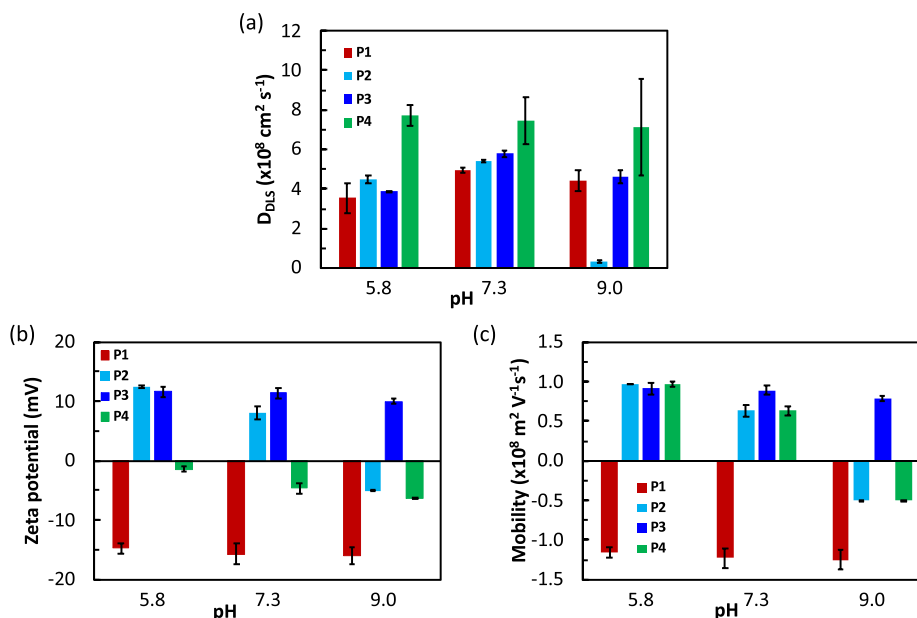 (a)
12
10
8
6
4
2
0
D_DLS (x10⁸ cm² s⁻¹)
P1
P2
P3
P4
5.8 7.3 9.0
pH
(b)
20
10
0
-10
-20
Zeta potential (mV)
P1
P2
P3
P4
5.8 7.3 9.0
pH
(c)
1.5
1.0
0.5
0.0
-0.5
-1.0
-1.5
Mobility (x10⁸ m² V⁻¹s⁻¹)
P1
P2
P3
P4
5.8 7.3 9.0
pH